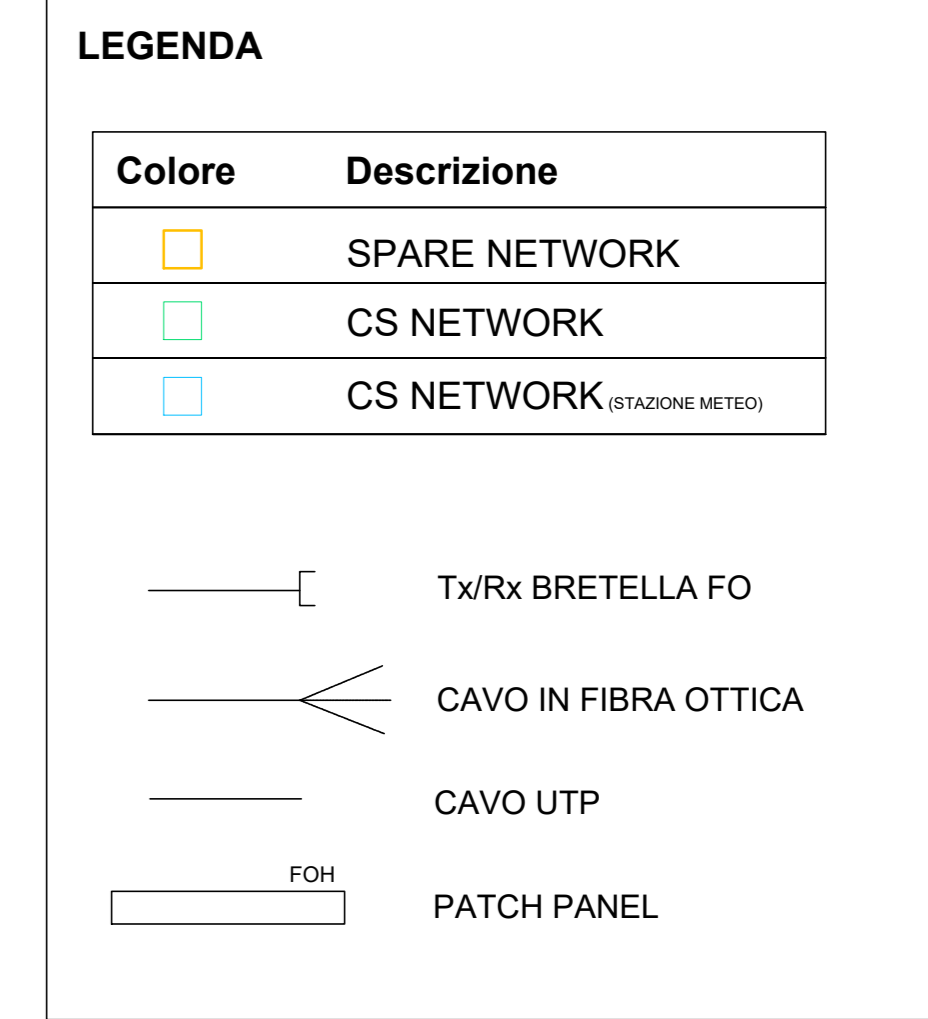 LEGENDA
Colore Descrizione
SPARE NETWORK
CS NETWORK
CS NETWORK (STAZIONE METEO)
Tx/Rx BRETELLA FO
CAVO IN FIBRA OTTICA
CAVO UTP
FOH
PATCH PANEL